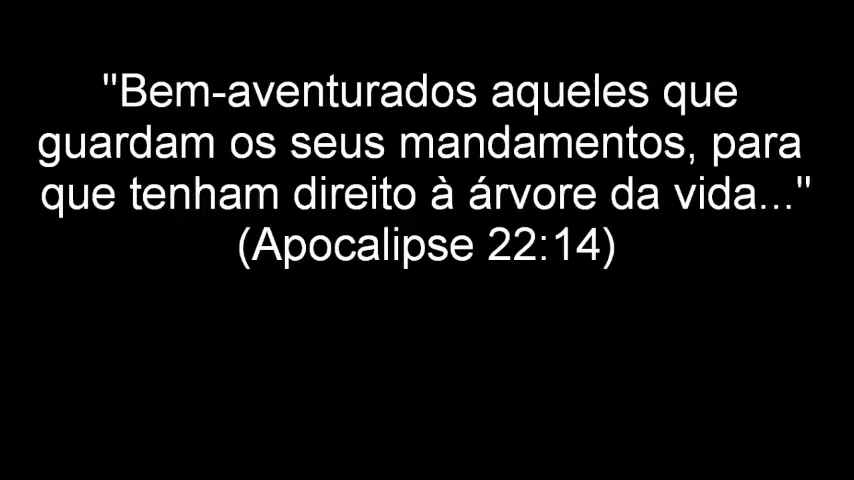 "Bem-aventurados aqueles que
guardam os seus mandamentos, para
que tenham direito à árvore da vida..."
(Apocalipse 22:14)